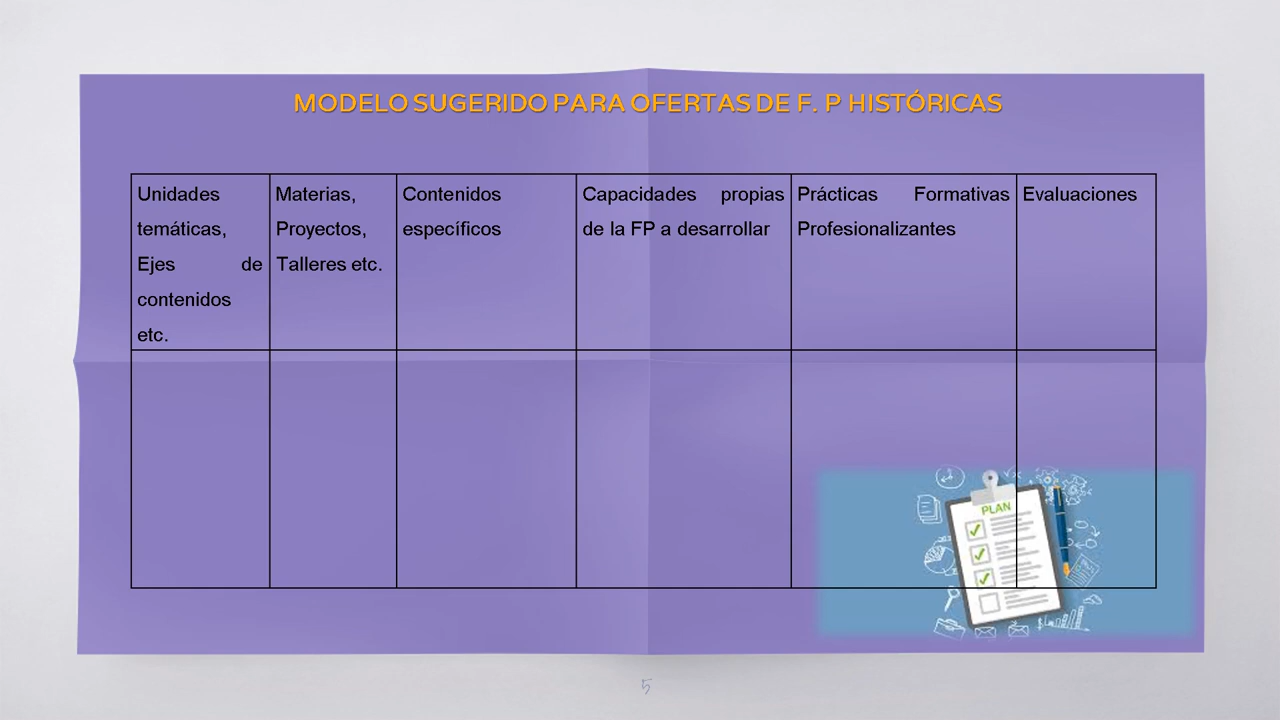 MODELO SUGERIDO PARA OFERTAS DE F. P HISTÓRICAS
Unidades
temáticas,
Ejes de
contenidos
etc.
Materias,
Proyectos,
Talleres etc.
Contenidos
específicos
Capacidades propias
de la FP a desarrollar
Prácticas Formativas
Profesionalizantes
Evaluaciones
PLAN
5